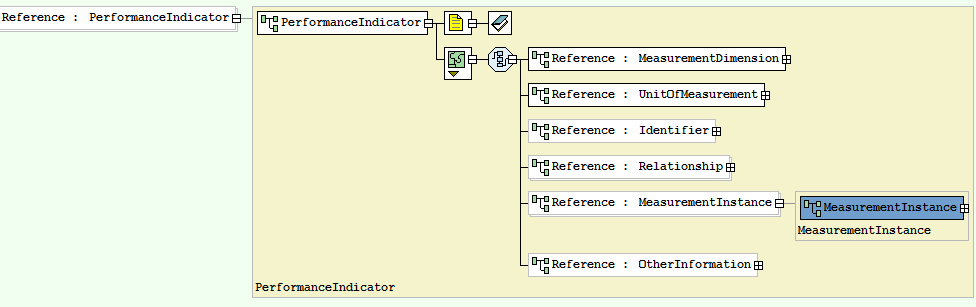 Reference : PerformanceIndicator
PerformanceIndicator
Reference : MeasurementDimension
Reference : UnitOfMeasurement
Reference : Identifier
Reference : Relationship
Reference : MeasurementInstance
MeasurementInstance
MeasurementInstance
Reference : OtherInformation
PerformanceIndicator